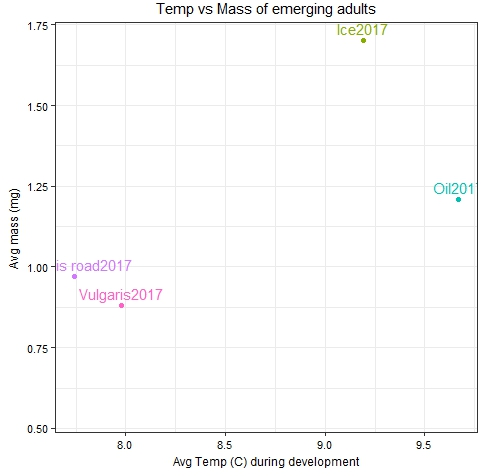 Temp vs Mass of emerging adults
1.75
Ice2017
1.50
1.25
Oil201
Avg mass (mg)
1.00
is road2017
Vulgaris2017
0.75
0.50
8.0 8.5 9.0 9.5
Avg Temp (C) during development